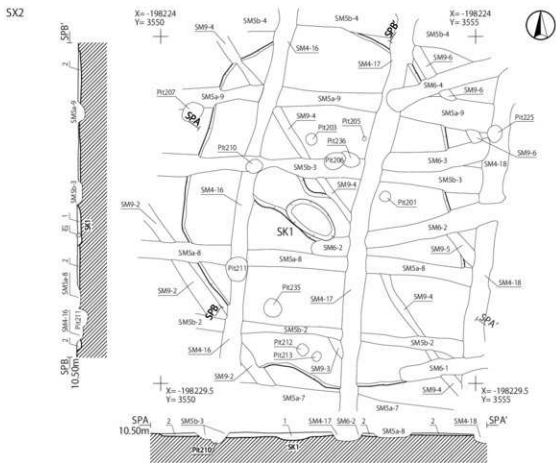 SX2
X= -198224
Y= 3550
X= -198224
Y= 3555
SPB'
2
SM5a-9
SM5b-3
1
SK1
2
SM5a-8
SM4-16
Pit211
2
SPB
10.50m
SM9-4
SM5b-4
SPB'
SM5b-4
SM4-16
SM4-17
SM9-6
Pit207
SM5a-9
SM5a-9
SM6-4
SM9-6
SPA
SM9-4
Pit203
Pit205
Pit225
Pit236
Pit210
Pit206
SM6-3
SM9-6
SM5b-3
SM4-18
SM9-4
SM5b-3
SM4-16
Pit201
SM9-2
SK1
SM6-2
SM6-2
SM9-5
SM5a-8
SM5a-8
SM5a-8
Pit211
SM9-2
SM4-18
SM9-4
SPB
Pit235
SM4-17
SPA'
SM5b-2
SM5b-2
SM4-16
Pit212
SM5b-2
Pit213
SM9-3
SM9-2
SM6-1
SM9-4
X= -198229.5
Y= 3550
SM5a-7
SM5a-7
X= -198229.5
Y= 3555
SPA
10.50m
2
SM5b-3
1
SM4-17
SM6-2
2
SM5a-8
2
SM4-18
SPA'
Pit210
SK1